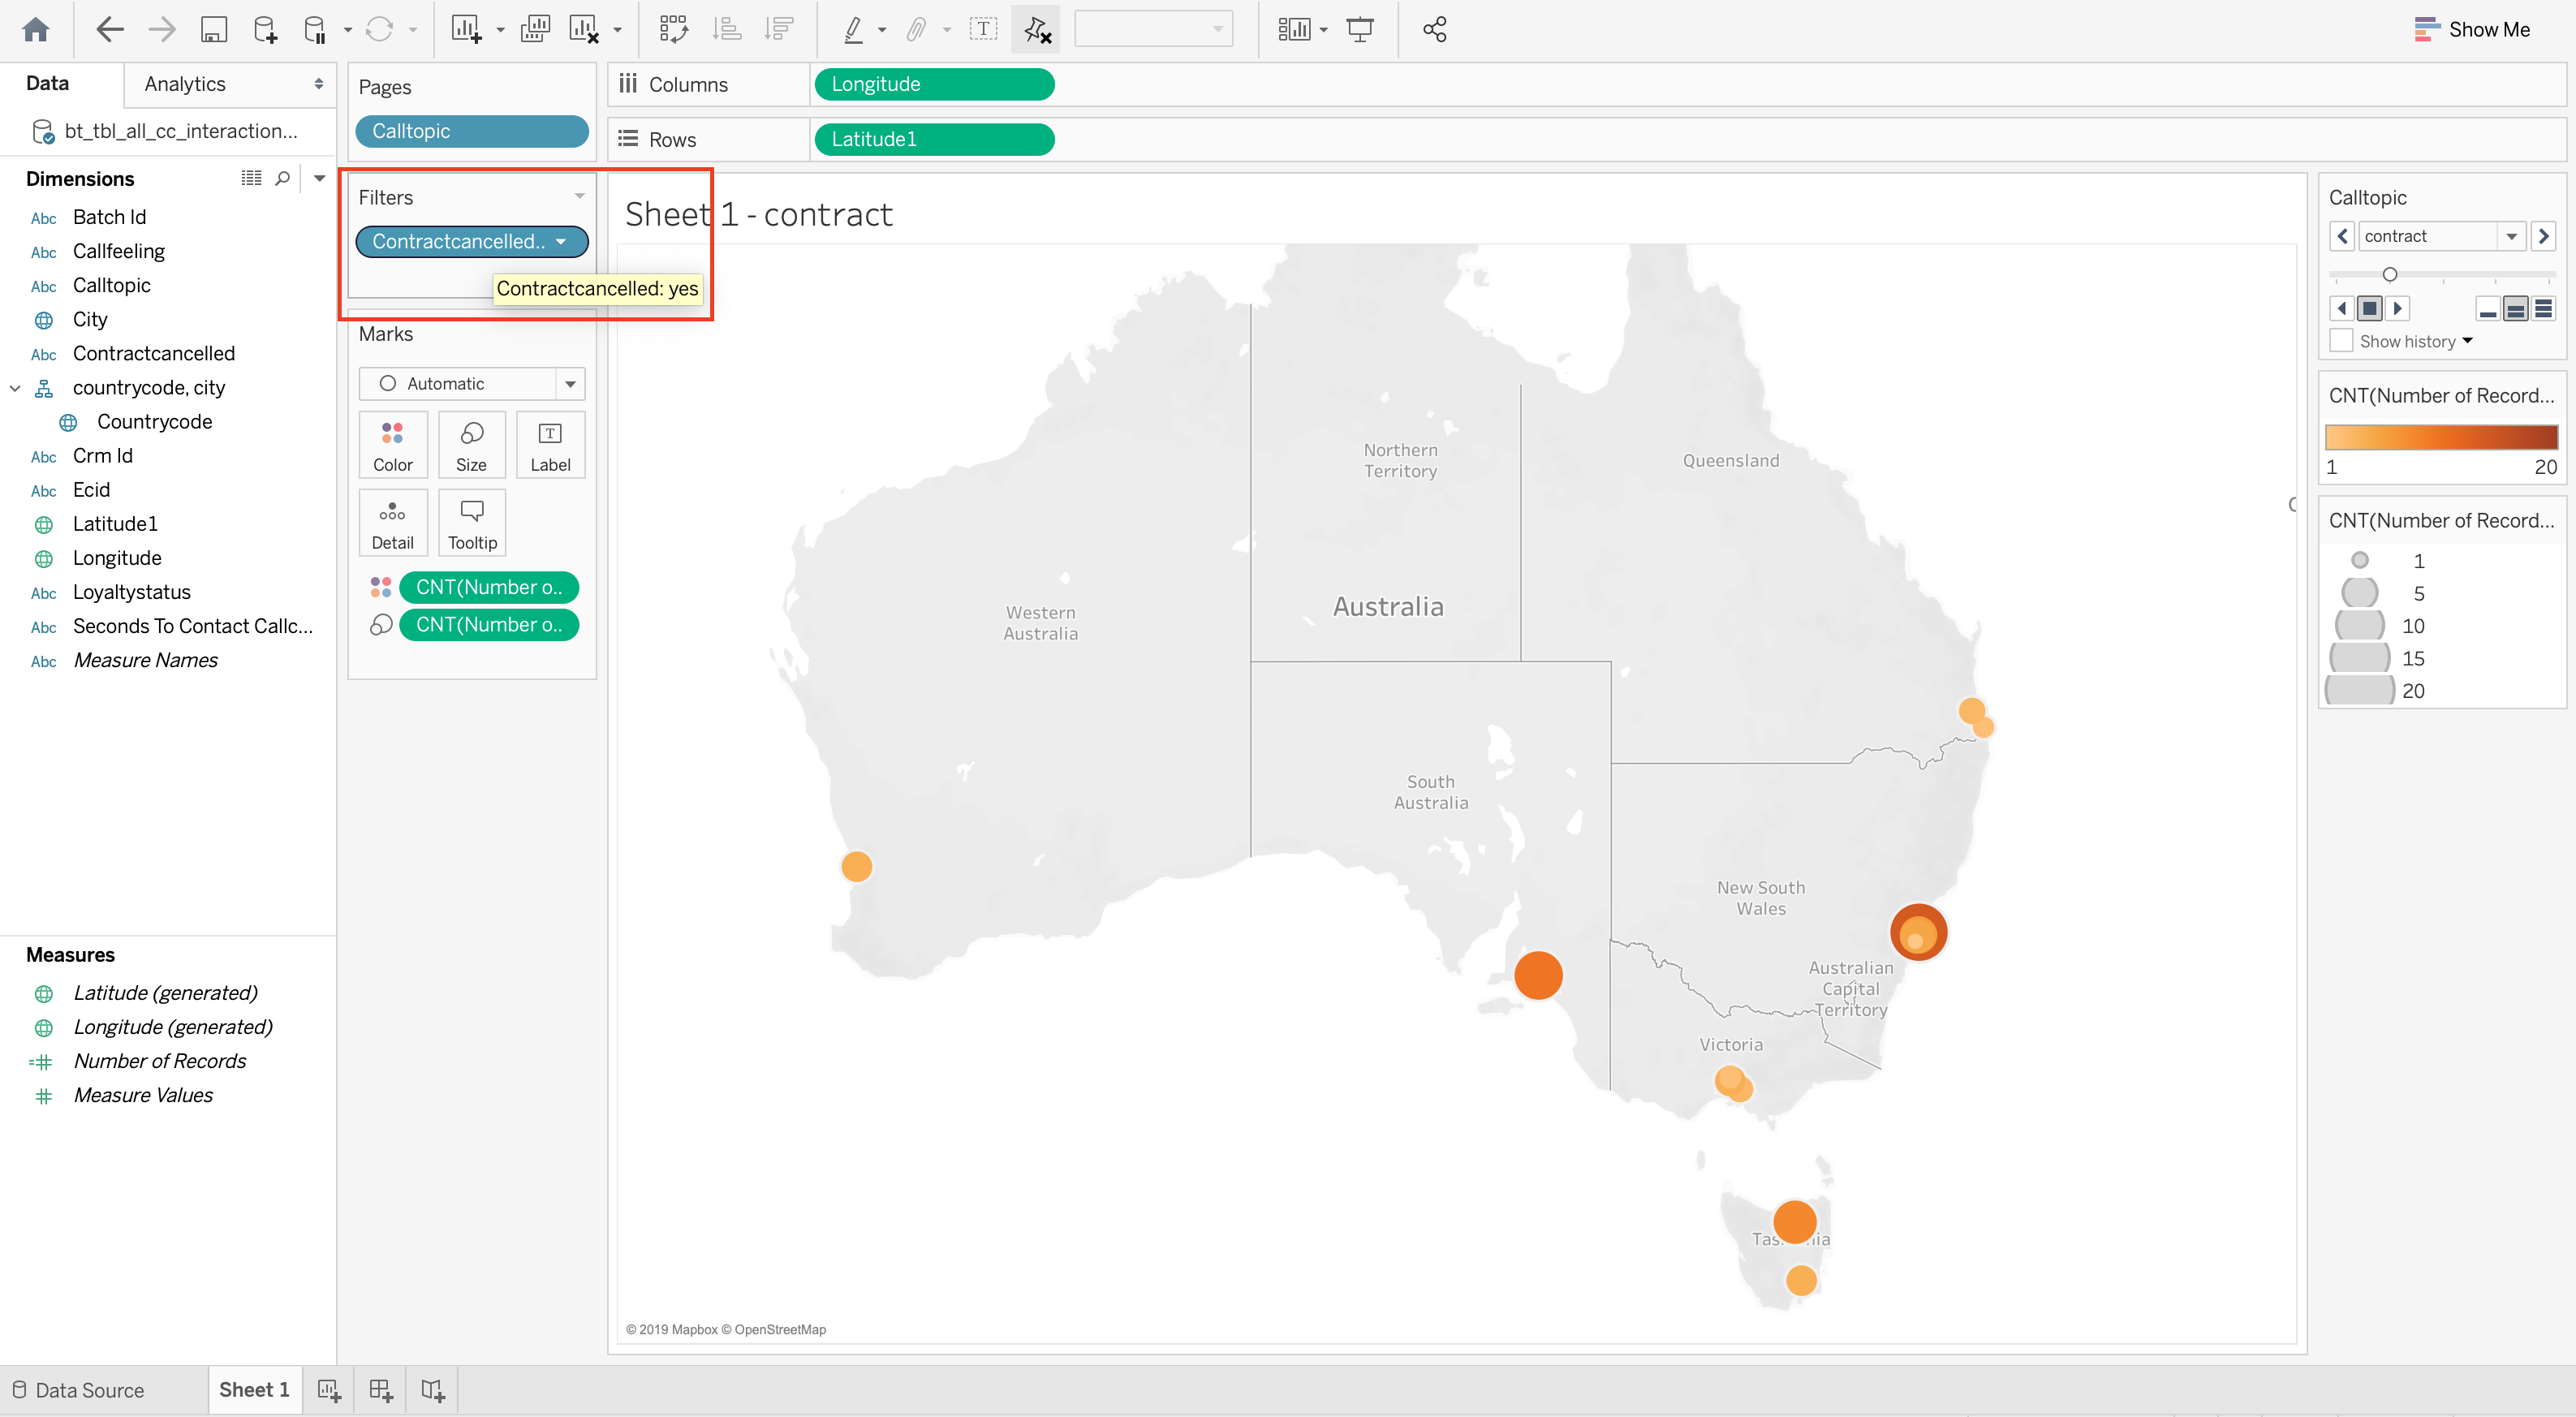 Show Me
Data
Analytics
bt_tbl_all_cc_interaction...
Dimensions
Abc Batch Id
Abc Callfeeling
Abc Calltopic
City
Abc Contractcancelled
countrycode, city
Countrycode
Abc Crm Id
Abc Ecid
Latitude1
Longitude
Abc Loyaltystatus
Abc Seconds To Contact Callc...
Abc Measure Names
Measures
Latitude (generated)
Longitude (generated)
Number of Records
Measure Values
Pages
Calltopic
Filters
Contractcancelled..
Contractcancelled: yes
Marks
Automatic
Color
Size
Label
Detail
Tooltip
CNT(Number o..
CNT(Number o..
Columns
Longitude
Rows
Latitude1
Sheet 1 - contract
Northern
Territory
Queensland
Western
Australia
Australia
South
Australia
New South
Wales
Australian
Capital
Territory
Victoria
© 2019 Mapbox © OpenStreetMap
Calltopic
contract
Show history
CNT(Number of Record...
1
20
CNT(Number of Record...
1
5
10
15
20
Data Source
Sheet 1